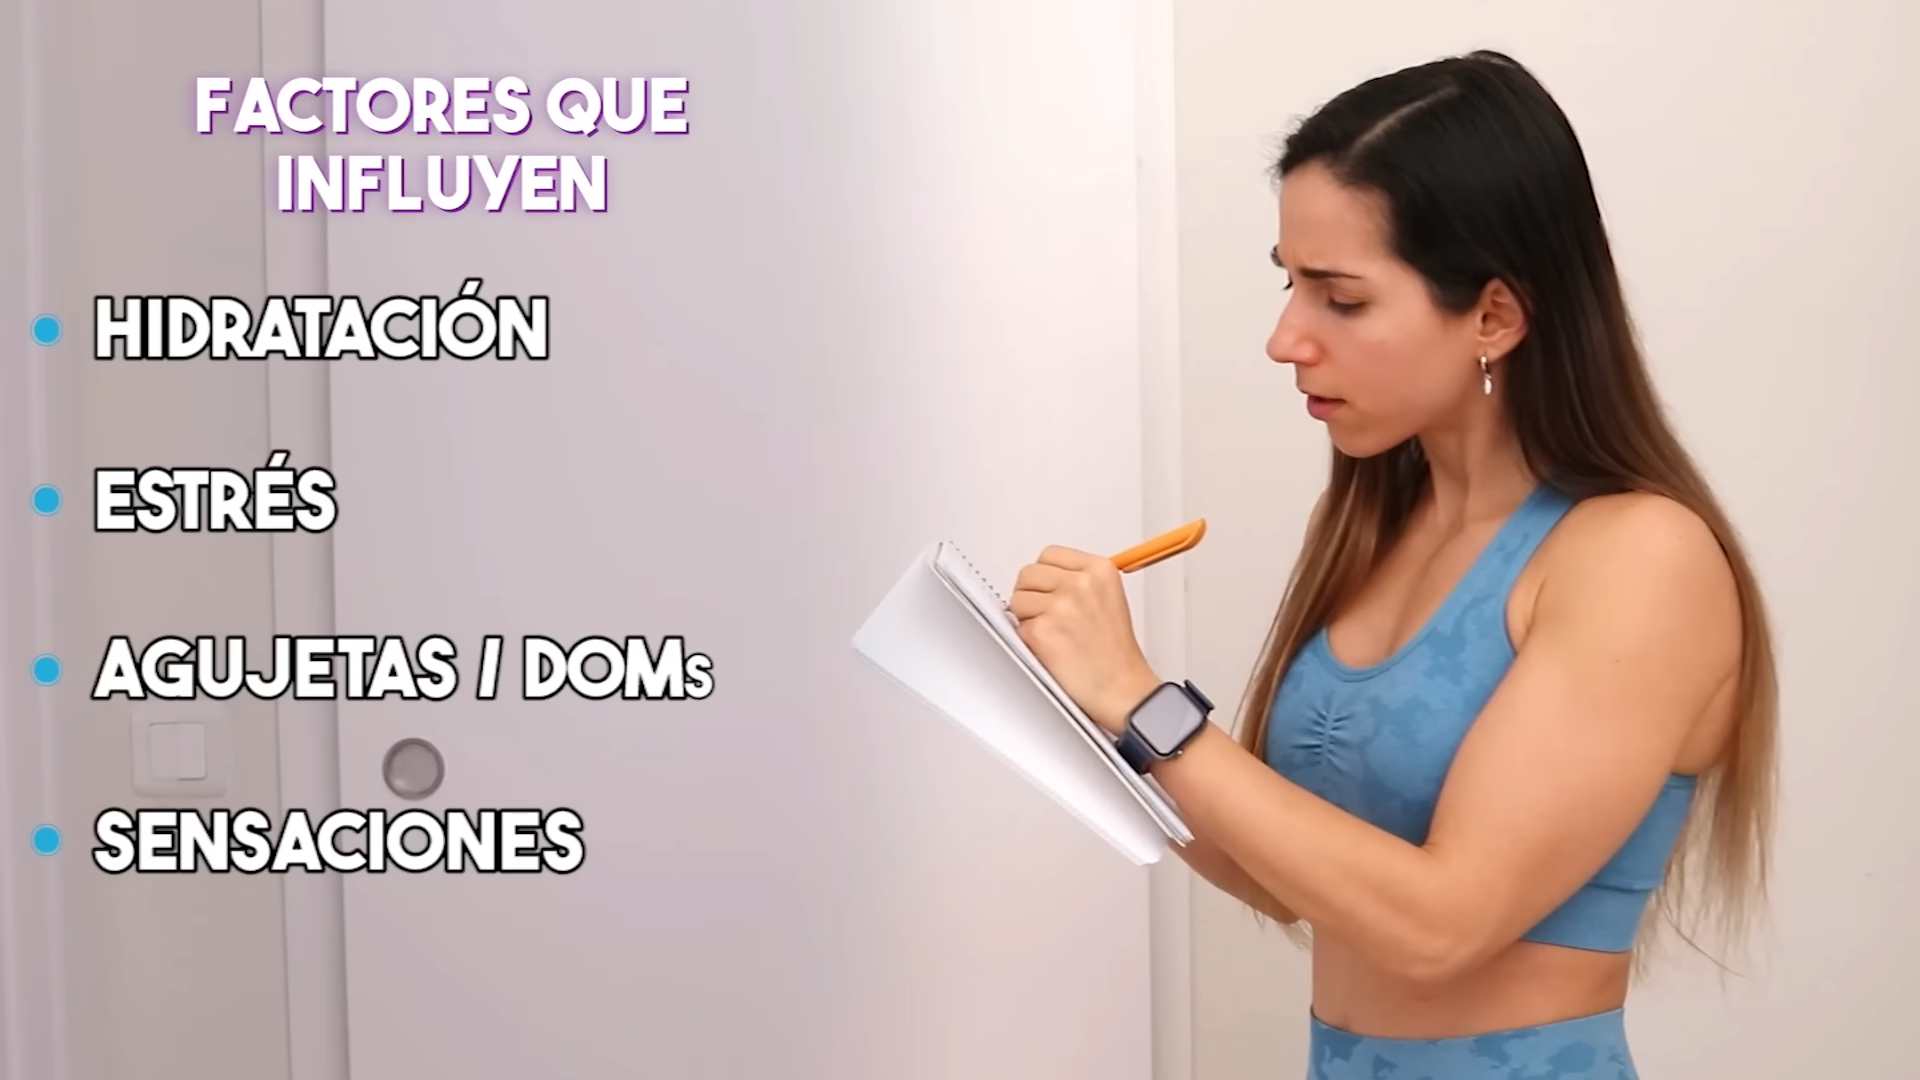 FACTORES QUE
INFLUYEN
HIDRATACIÓN
ESTRÉS
AGUJETAS / DOMs
SENSACIONES